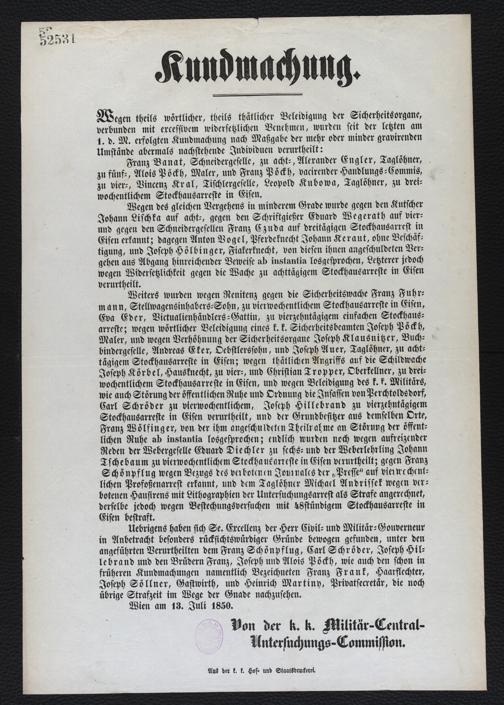 52531
Kundmachung.
Wegen theils wörtlicher, theils thätlicher Beleidigung der Sicherheitsorgane,
verbunden mit excessivem widersetzlichen Benehmen, wurden seit der letzten am
1. d. M. erfolgten Kundmachung nach Maßgabe der mehr oder minder gravirenden
Umstände abermals nachstehende Individuen verurtheilt:
Franz Banat, Schneidergeselle, zu acht-, Alexander Engler, Taglöhner,
zu fünf-, Alois Pöckh, Maler, und Franz Pöckh, vacirender Handlungs-Commis,
zu vier-, Vincenz Kral, Tischlergeselle, Leopold Kubowa, Taglöhner, zu drei-
wochentlichem Stockhausarreste in Eisen.
Wegen des gleichen Vergehens in minderem Grade wurde gegen den Kutscher
Johann Lischka auf acht-, gegen den Schriftgießer Eduard Wegerath auf vier-
und gegen den Schneidergesellen Franz Czuda auf dreitägigen Stockhausarrest in
Eisen erkannt; dagegen Anton Vogel, Pferdeknecht Johann Keraut, ohne Beschäf-
tigung, und Joseph Hölbinger, Fiakerknecht, von diesen ihnen angeschuldeten Ver-
gehen aus Abgang hinreichender Beweise ab instantia losgesprochen, Letzterer jedoch
wegen Widersetzlichkeit gegen die Wache zu achttägigem Stockhausarreste in Eisen
verurtheilt.
Weiters wurden wegen Renitenz gegen die Sicherheitswache Franz Fuhr-
mann, Stellwagensinhabers-Sohn, zu vierwochentlichem Stockhausarreste in Eisen,
Eva Eder, Victualienhändlers-Gattin, zu vierzehntägigem einfachen Stockhaus-
arreste; wegen wörtlicher Beleidigung eines k. k. Sicherheitsbeamten Joseph Pöckh,
Maler, und wegen Verhöhnung der Sicherheitsorgane Joseph Klausnitzer, Buch-
bindergeselle, Andreas Eker, Oebstlerssohn, und Joseph Auer, Taglöhner, zu acht-
tägigem Stockhausarreste in Eisen; wegen thätlichen Angriffs auf die Schildwache
Joseph Körbel, Hausknecht, zu vier-, und Christian Tropper, Oberkellner, zu drei-
wochentlichem Stockhausarreste in Eisen, und wegen Beleidigung des k. k. Militärs,
wie auch Störung der öffentlichen Ruhe und Ordnung die Insassen von Perchtoldsdorf,
Carl Schröder zu vierwochentlichem, Joseph Hillebrand zu vierzehntägigem
Stockhausarreste in Eisen verurtheilt, und der Grundbesitzer aus demselben Orte,
Franz Wölfinger, von der ihm angeschuldeten Theilnahme an Störung der öffent-
lichen Ruhe ab instantia losgesprochen; endlich wurden noch wegen aufreizender
Reden der Webergeselle Eduard Diechler zu sechs- und der Weberlehrling Johann
Tschebaum zu vierwochentlichem Stockhausarreste in Eisen verurtheilt; gegen Franz
Schönpflug wegen Bezugs des verbotenen Journales der „Presse“ auf vierwochent-
lichen Profoßenarrest erkannt, und dem Taglöhner Michael Andrissek wegen ver-
botenen Hausirens mit Lithographien der Untersuchungsarrest als Strafe angerechnet,
derselbe jedoch wegen Bestechungsversuchen mit 48stündigem Stockhausarreste in
Eisen bestraft.
Uebrigens haben sich Se. Excellenz der Herr Civil- und Militär-Gouverneur
in Anbetracht besonders rücksichtswürdiger Gründe bewogen gefunden, unter den
angeführten Verurtheilten dem Franz Schönpflug, Carl Schröder, Joseph Hil-
lebrand und den Brüdern Franz, Joseph und Alois Pöckh, wie auch den schon in
früheren Kundmachungen namentlich Bezeichneten Franz Frank, Haarflechter,
Joseph Söllner, Gastwirth, und Heinrich Martiny, Privatsecretär, die noch
übrige Strafzeit im Wege der Gnade nachzusehen.
Wien am 13. Juli 1850.
Von der k. k. Militär-Central-
Untersuchungs-Commission.
Aus der k. k. Hof- und Staatsdruckerei.